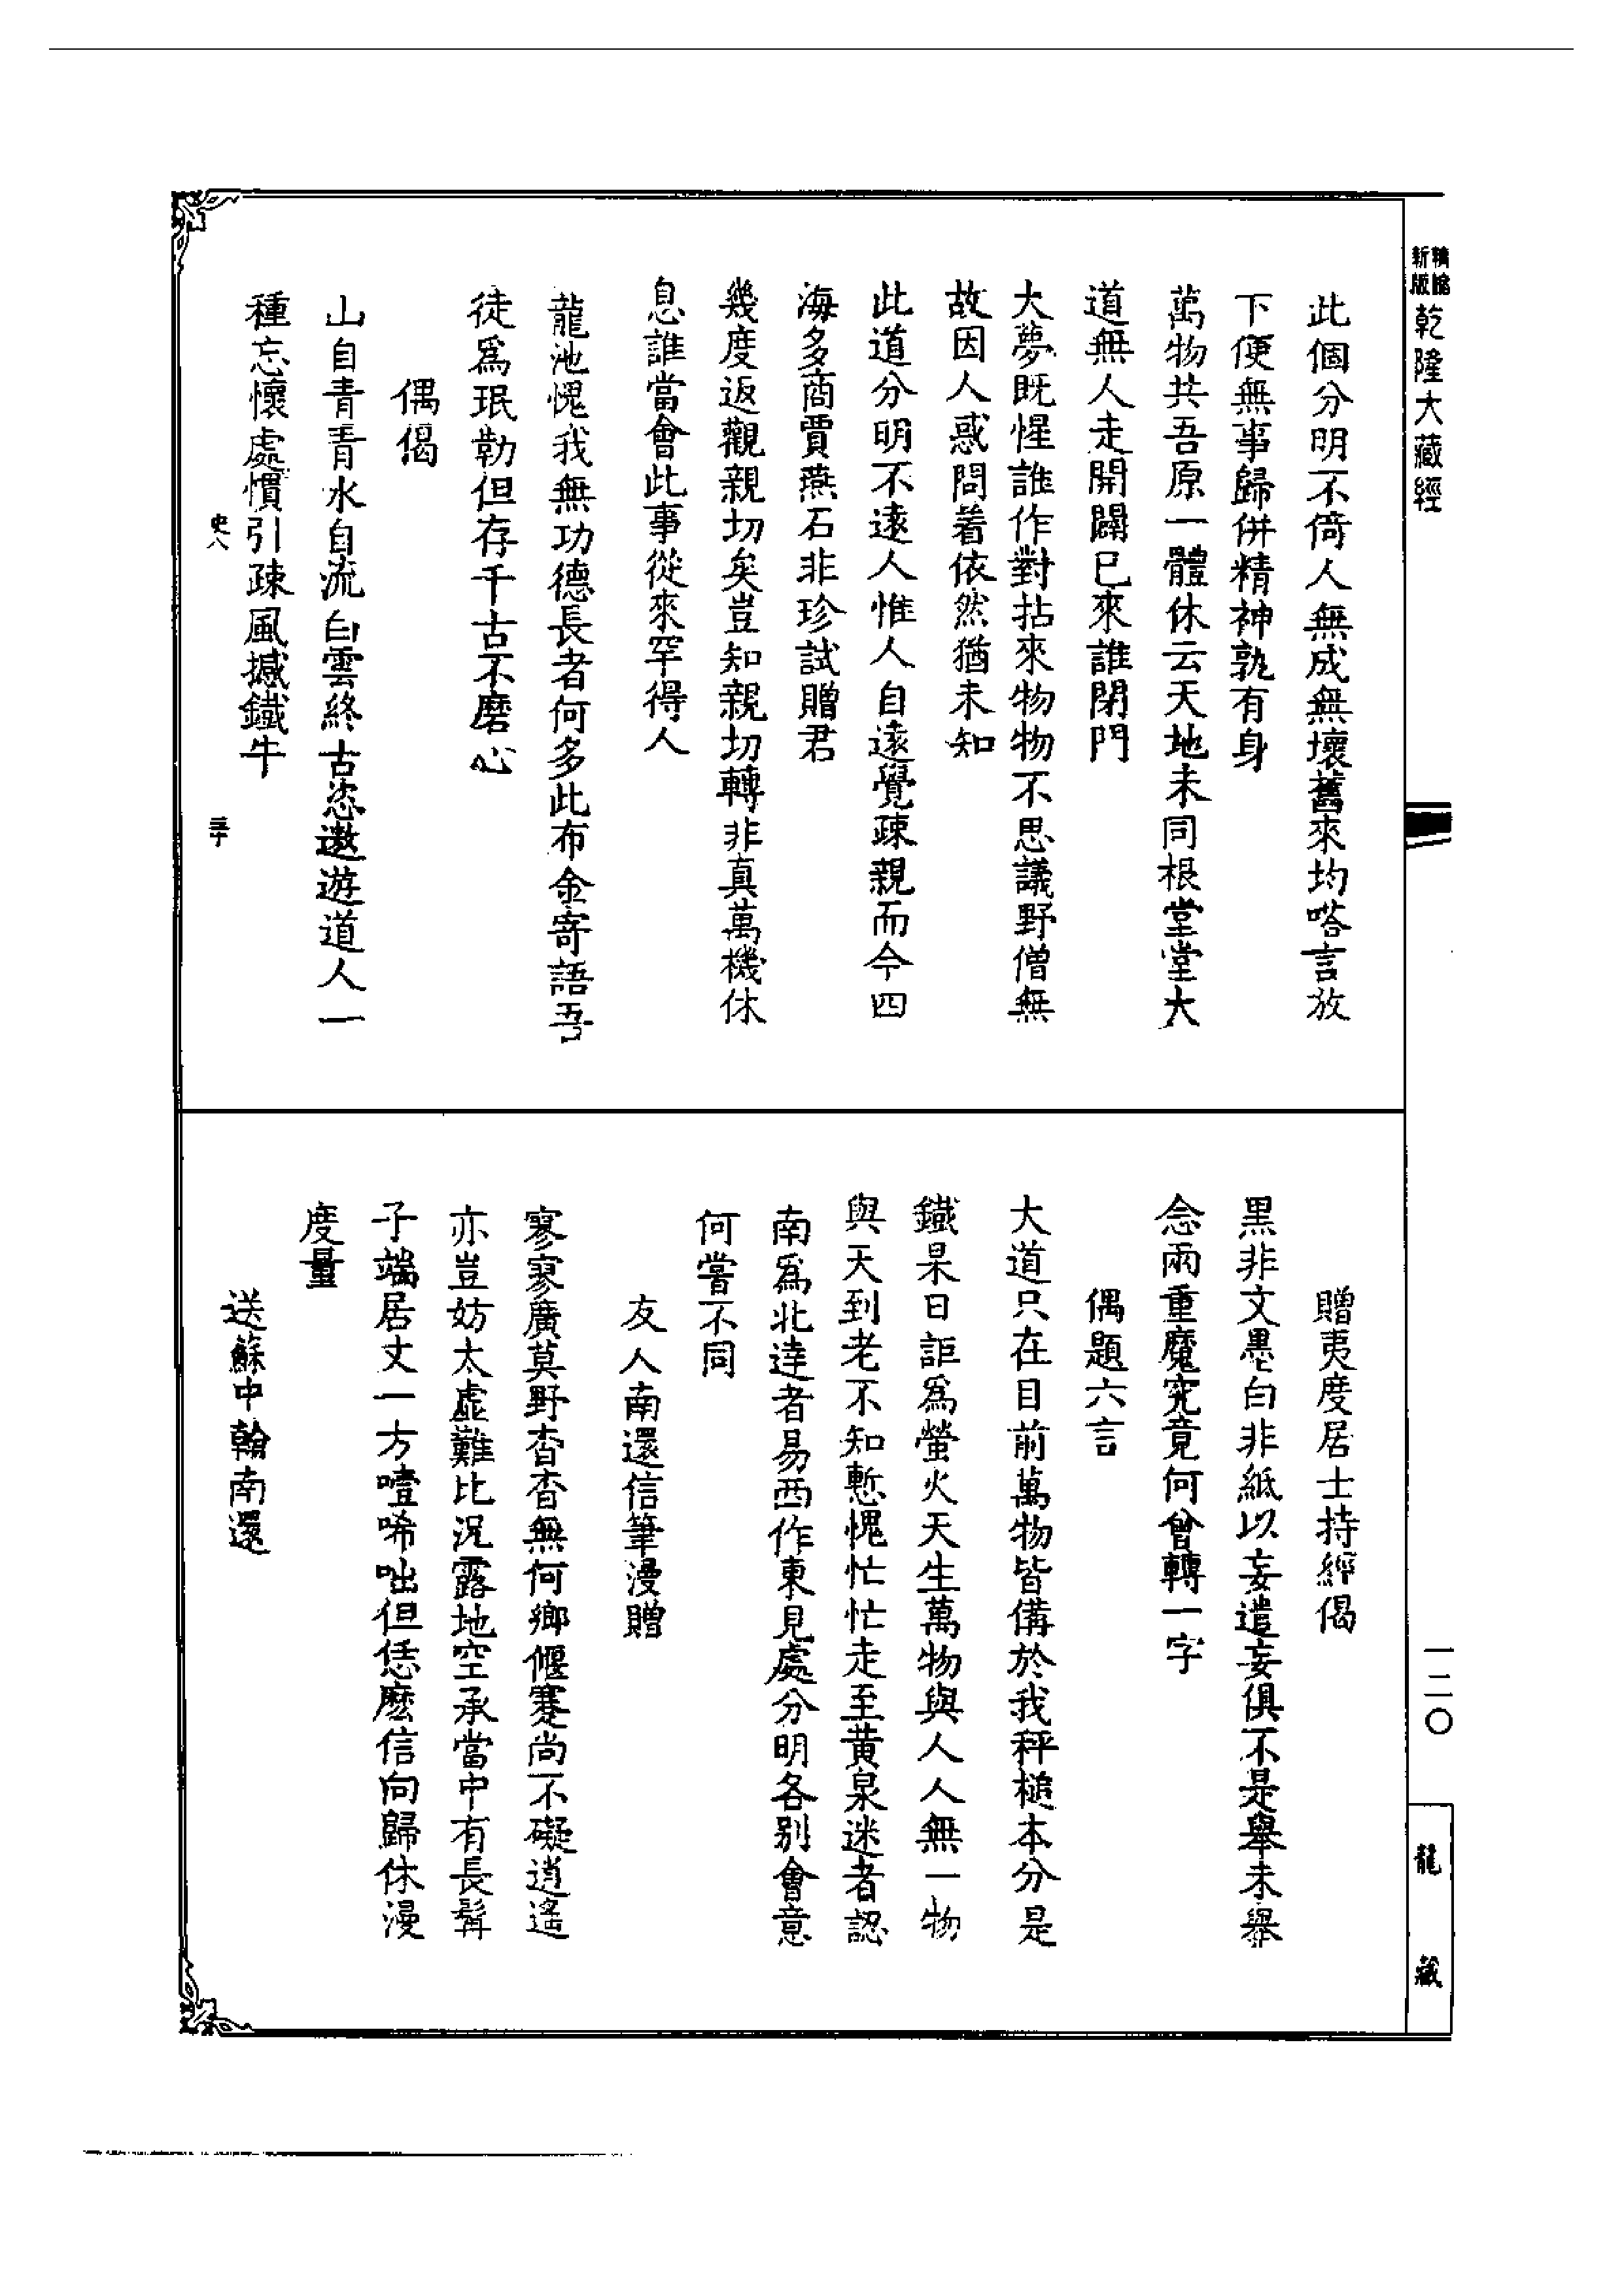 新版精縮乾隆大藏經
此個分明不倚人無成無壞舊來均嗒言放
下便無事歸併精神孰有身
萬物共吾原一體休云天地未同根堂堂大
道無人走開闢已來誰閉門
大夢既惺誰作對拈來物物不思議野僧無
故因人惑問着依然猶未知
此道分明不遠人惟人自遠覺疎親而今四
海多商賈燕石非珍試贈君
幾度返觀親切矣豈知親切轉非真萬機休
息誰當會此事從來罕得人
龍池愧我無功德長者何多此布金寄語吾
徒為珉勒但存千古不磨心
偶偈
山自青青水自流白雲終古恣遨遊道人一
種忘懷處慣引疎風撼鐵牛
史八
三十
贈夷度居士持經偈
黑非文墨白非紙以妄遣妄俱不是舉未舉
念兩重魔究竟何曾轉一字
偶題六言
大道只在目前萬物皆備於我秤槌本分是
鐵杲日詎為螢火天生萬物與人人無一物
與天到老不知慙愧忙忙走至黃泉迷者認
南為北達者易西作東見處分明各別會意
何嘗不同
友人南還信筆漫贈
寥寥廣莫野杳杳無何鄉偃蹇尚不礙逍遙
亦豈妨太虛難比況露地空承當中有長髯
子端居丈一方噎唏咄但恁麼信向歸休漫
度量
送蘇中翰南還
一二〇
龍藏